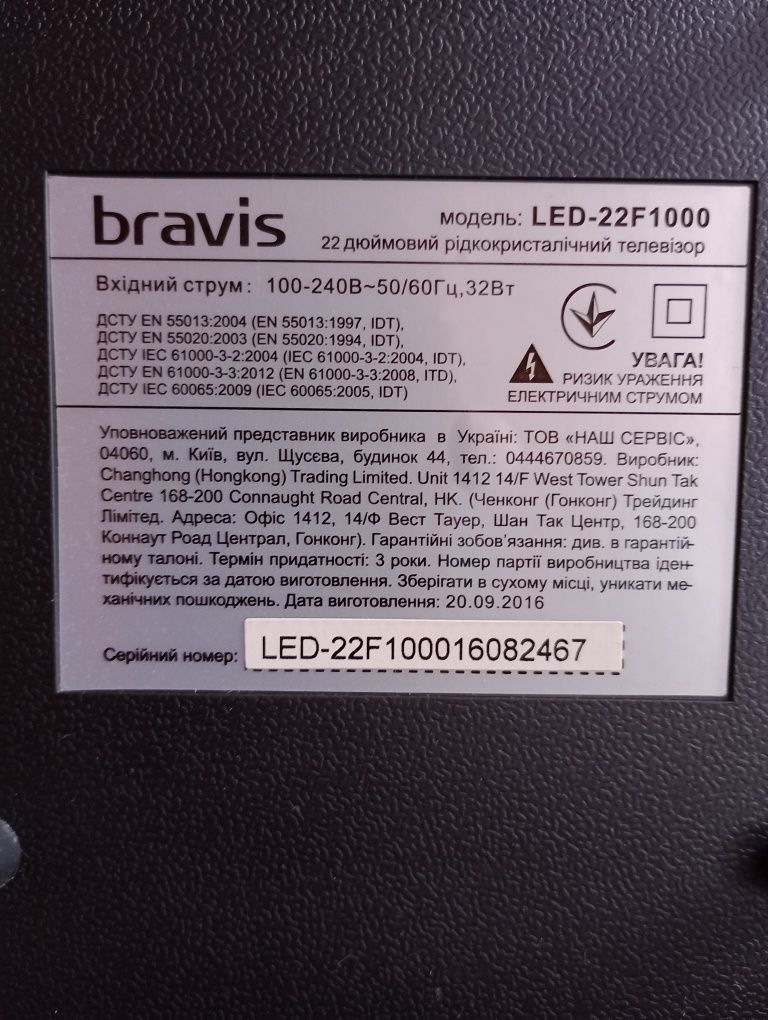 bravis
модель: LED-22F1000
22 дюймовий рідкокристалічний телевізор
Вхідний струм: 100-240В~50/60Гц,32Вт
ДСТУ EN 55013:2004 (EN 55013:1997, IDT),
ДСТУ EN 55020:2003 (EN 55020:1994, IDT),
ДСТУ IEC 61000-3-2:2004 (IEC 61000-3-2:2004, IDT),
ДСТУ EN 61000-3-3:2012 (EN 61000-3-3:2008, ITD),
ДСТУ IEC 60065:2009 (IEC 60065:2005, IDT)
УВАГА!
РИЗИК УРАЖЕННЯ
ЕЛЕКТРИЧНИМ СТРУМОМ
Уповноважений представник виробника в Україні: ТОВ «НАШ СЕРВІС»,
04060, м. Київ, вул. Щусєва, будинок 44, тел.: 0444670859. Виробник:
Changhong (Hongkong) Trading Limited. Unit 1412 14/F West Tower Shun Tak
Centre 168-200 Connaught Road Central, HK. (Ченконг (Гонконг) Трейдинг
Лімітед. Адреса: Офіс 1412, 14/Ф Вест Тауер, Шан Так Центр, 168-200
Коннаут Роад Централ, Гонконг). Гарантійні зобов'язання: див. в гарантій-
ному талоні. Термін придатності: 3 роки. Номер партії виробництва іден-
тифікується за датою виготовлення. Зберігати в сухому місці, уникати ме-
ханічних пошкоджень. Дата виготовлення: 20.09.2016
Серійний номер: LED-22F100016082467